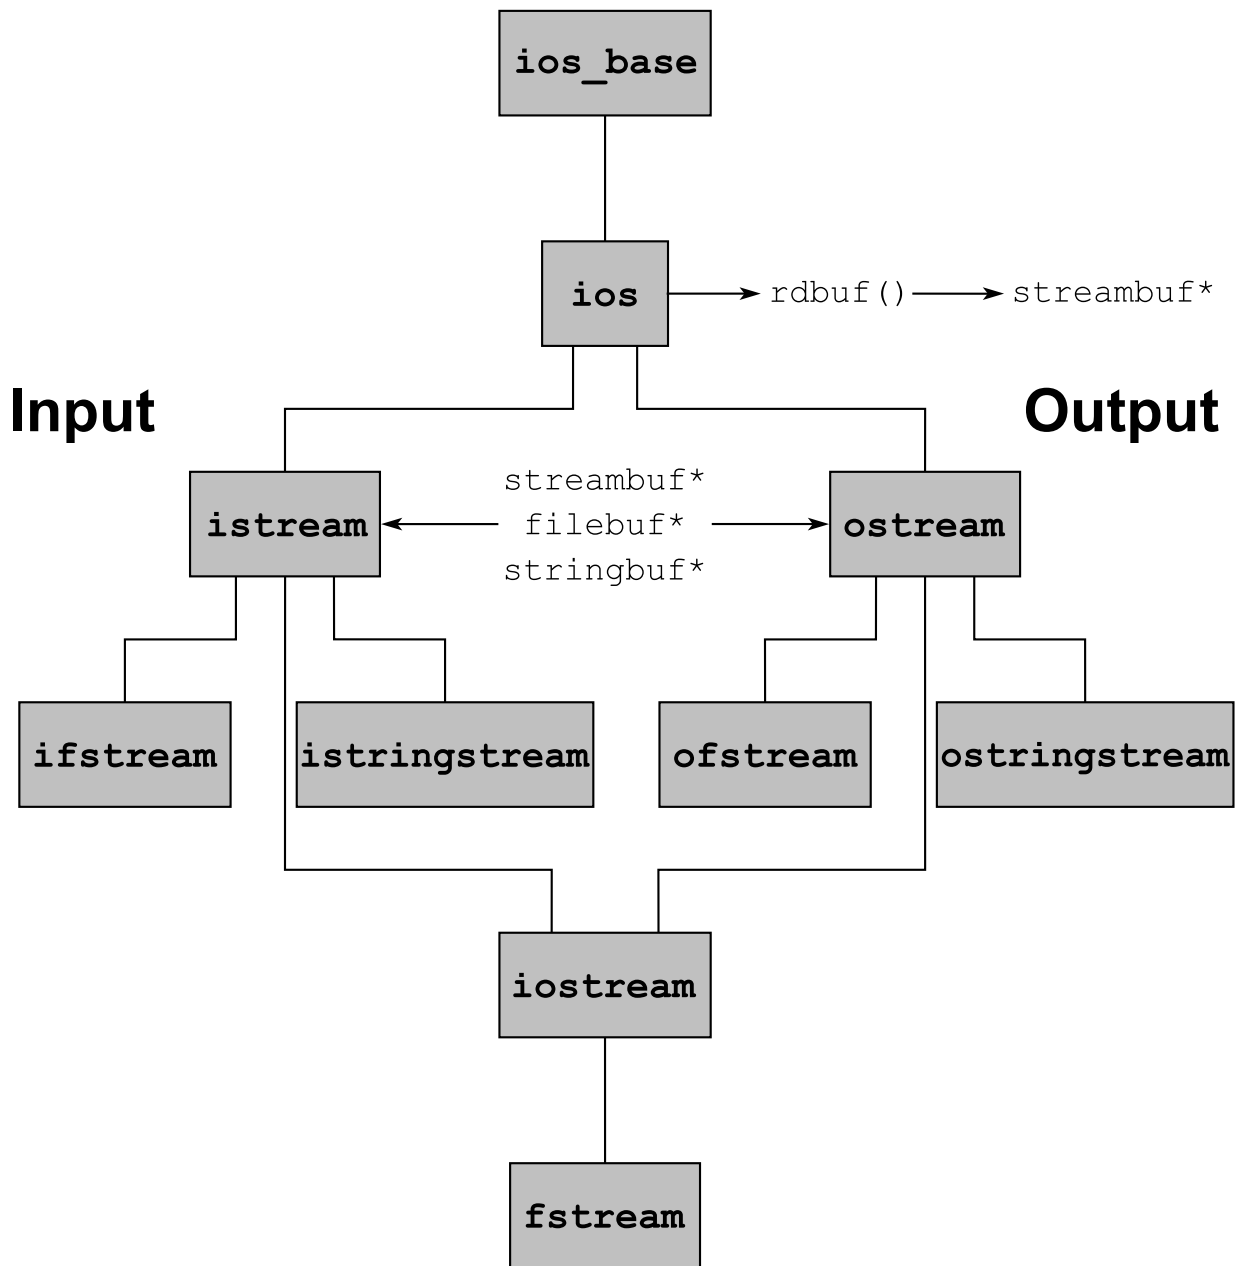 ios_base
ios
rdbuf()
streambuf*
Input
Output
streambuf*
istream
filebuf*
ostream
stringbuf*
ifstream
istringstream
ofstream
ostringstream
iostream
fstream